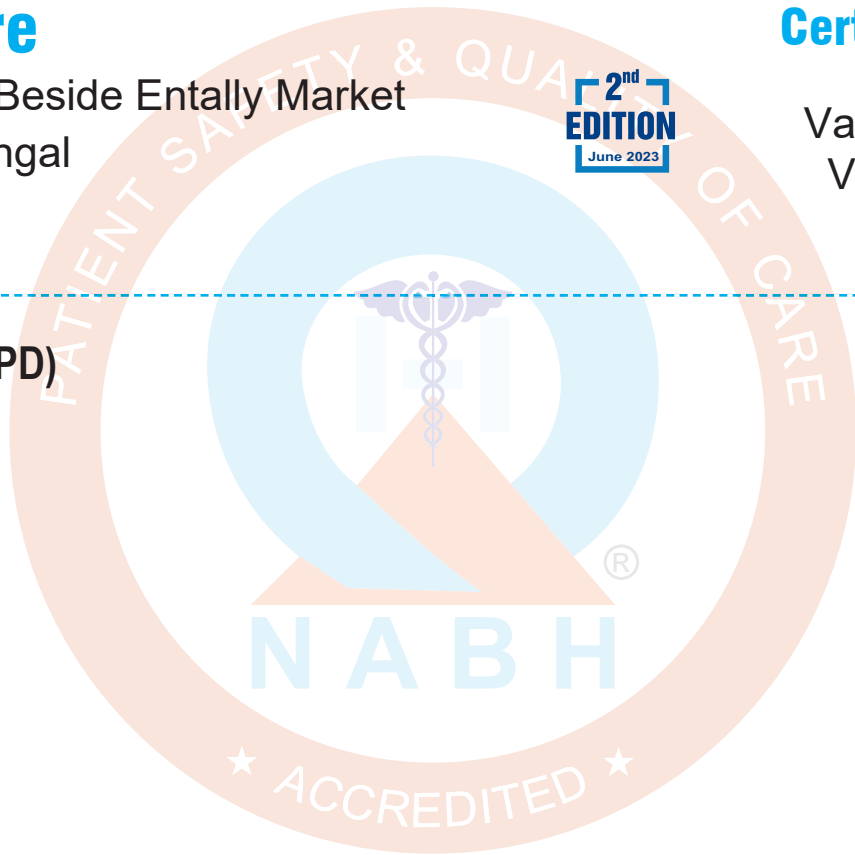 re
Cert
Beside Entally Market
ngal
2nd
EDITION
June 2023
Va
V
PD)
PATIENT SAFETY & QUALITY OF CARE
H
®
NABH
★ ACCREDITED ★